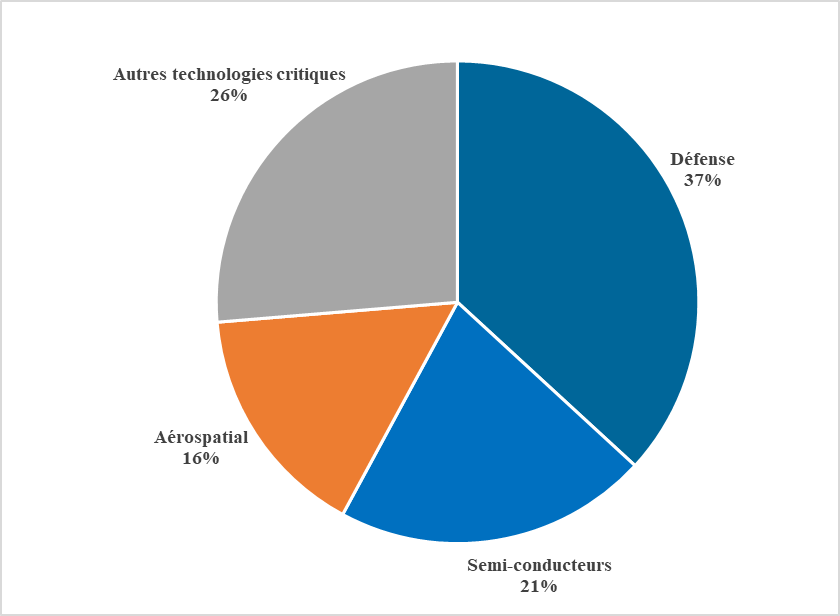 Autres technologies critiques
26%
Défense
37%
Aérospatial
16%
Semi-conducteurs
21%